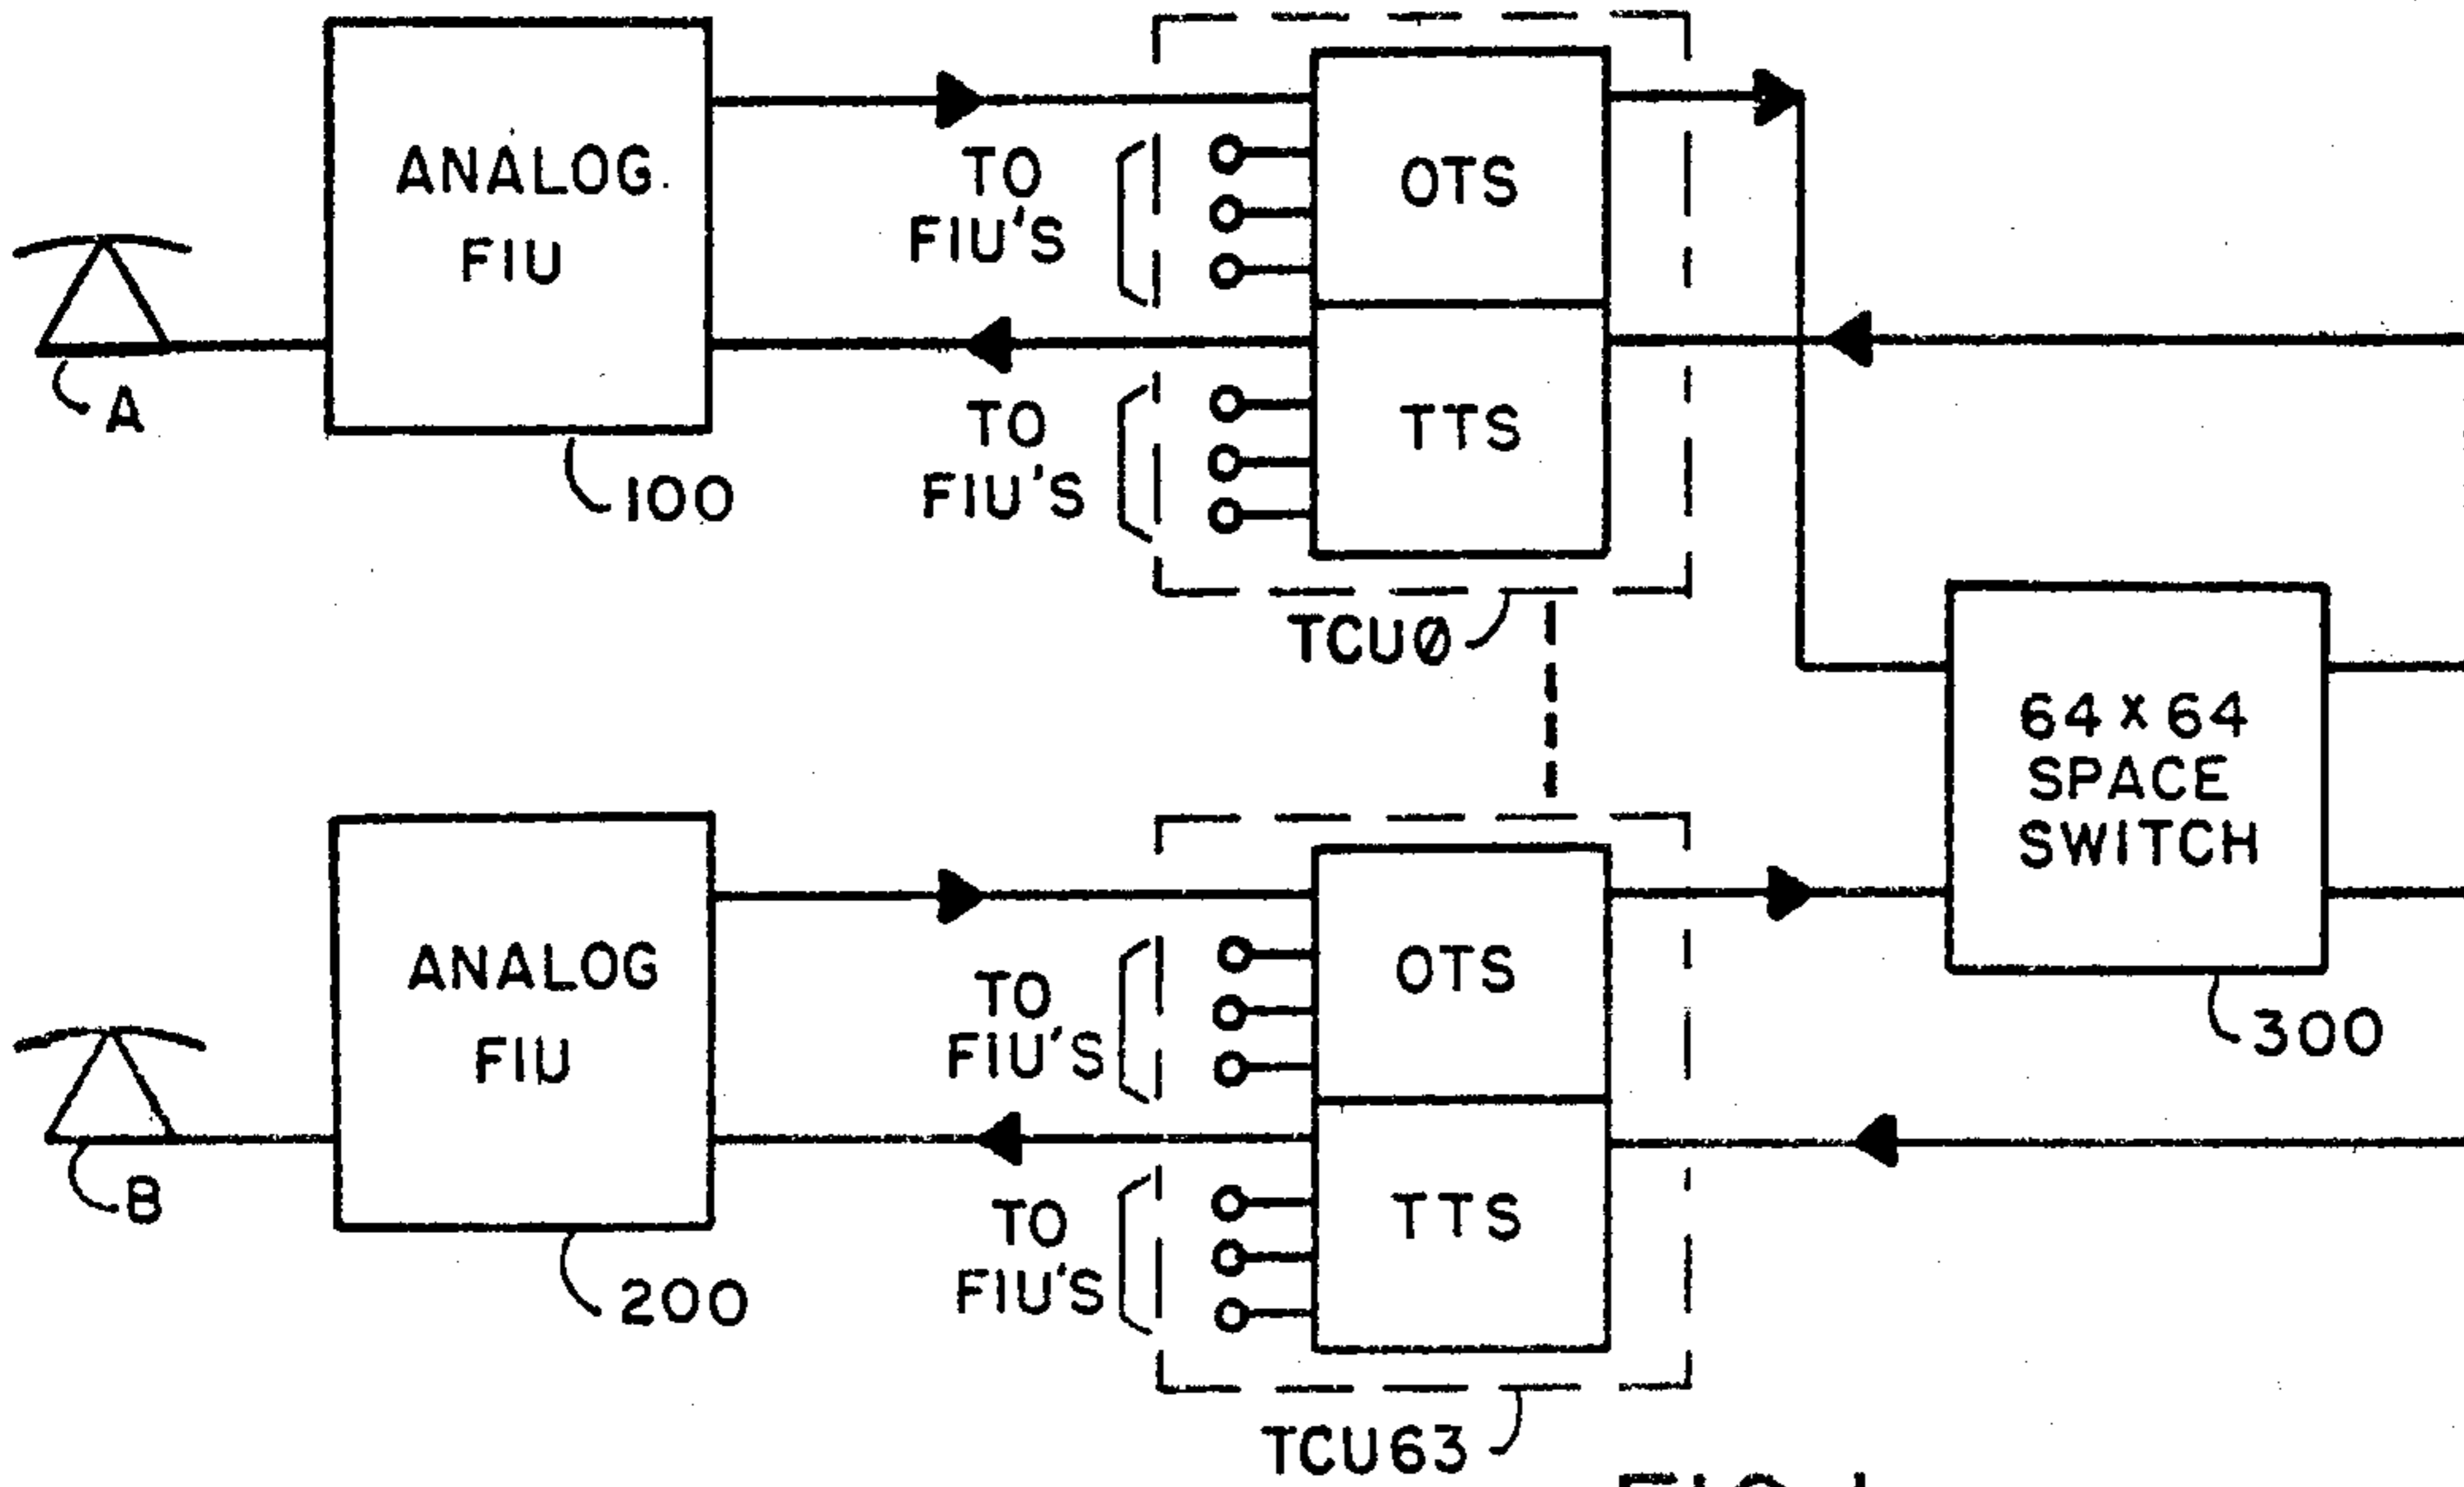 ANALOG.
FIU
100
A
TO
FIU'S
TO
FIU'S
OTS
TTS
TCUØ
64 x 64
SPACE
SWITCH
300
ANALOG
FIU
200
B
TO
FIU'S
TO
FIU'S
OTS
TTS
TCU63